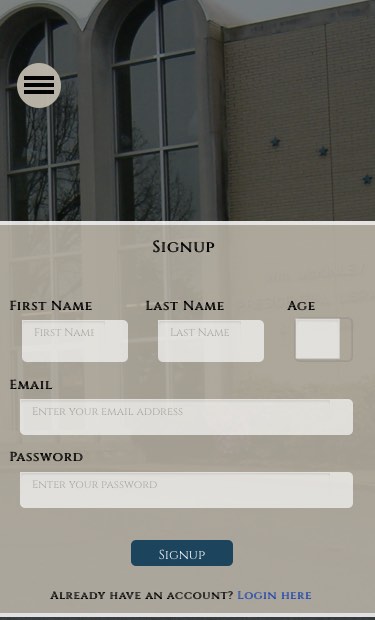 Signup
First Name Last Name Age
First Name Last Name
Email
Enter your email address
Password
Enter your password
Signup
Already have an account? Login here